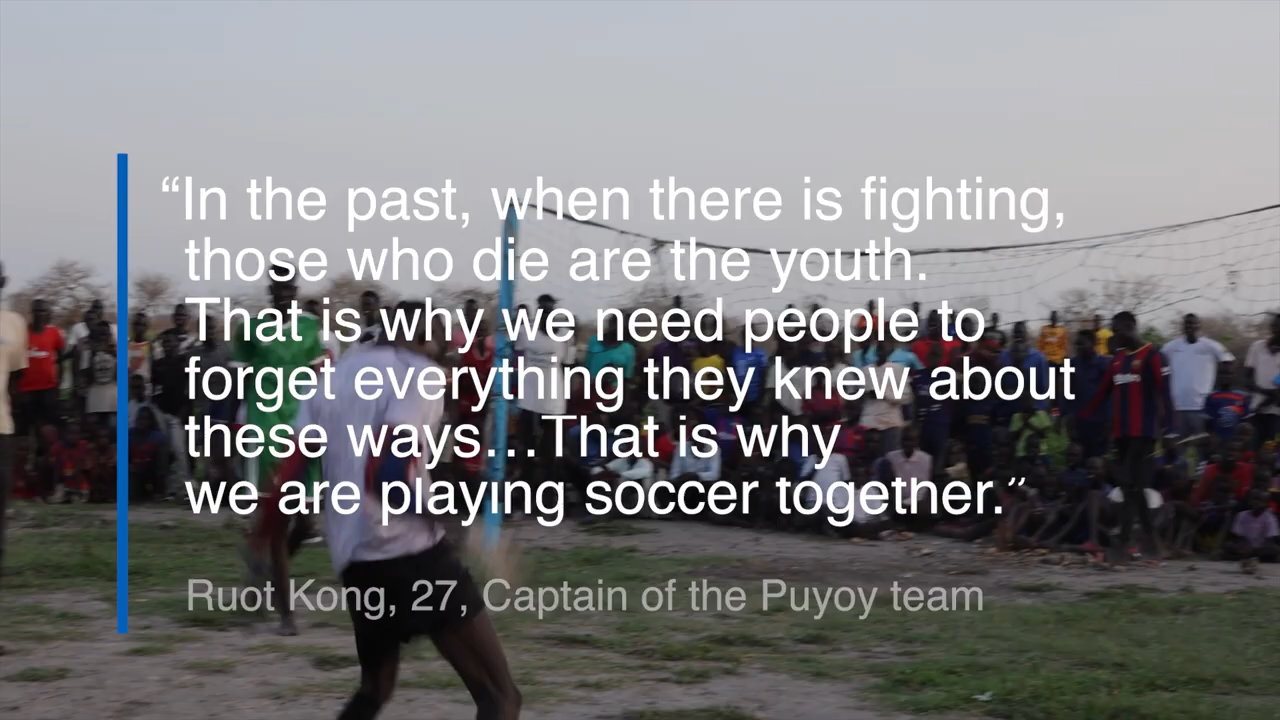 “In the past, when there is fighting,
those who die are the youth.
That is why we need people to
forget everything they knew about
these ways…That is why
we are playing soccer together.”
Ruot Kong, 27, Captain of the Puyoy team